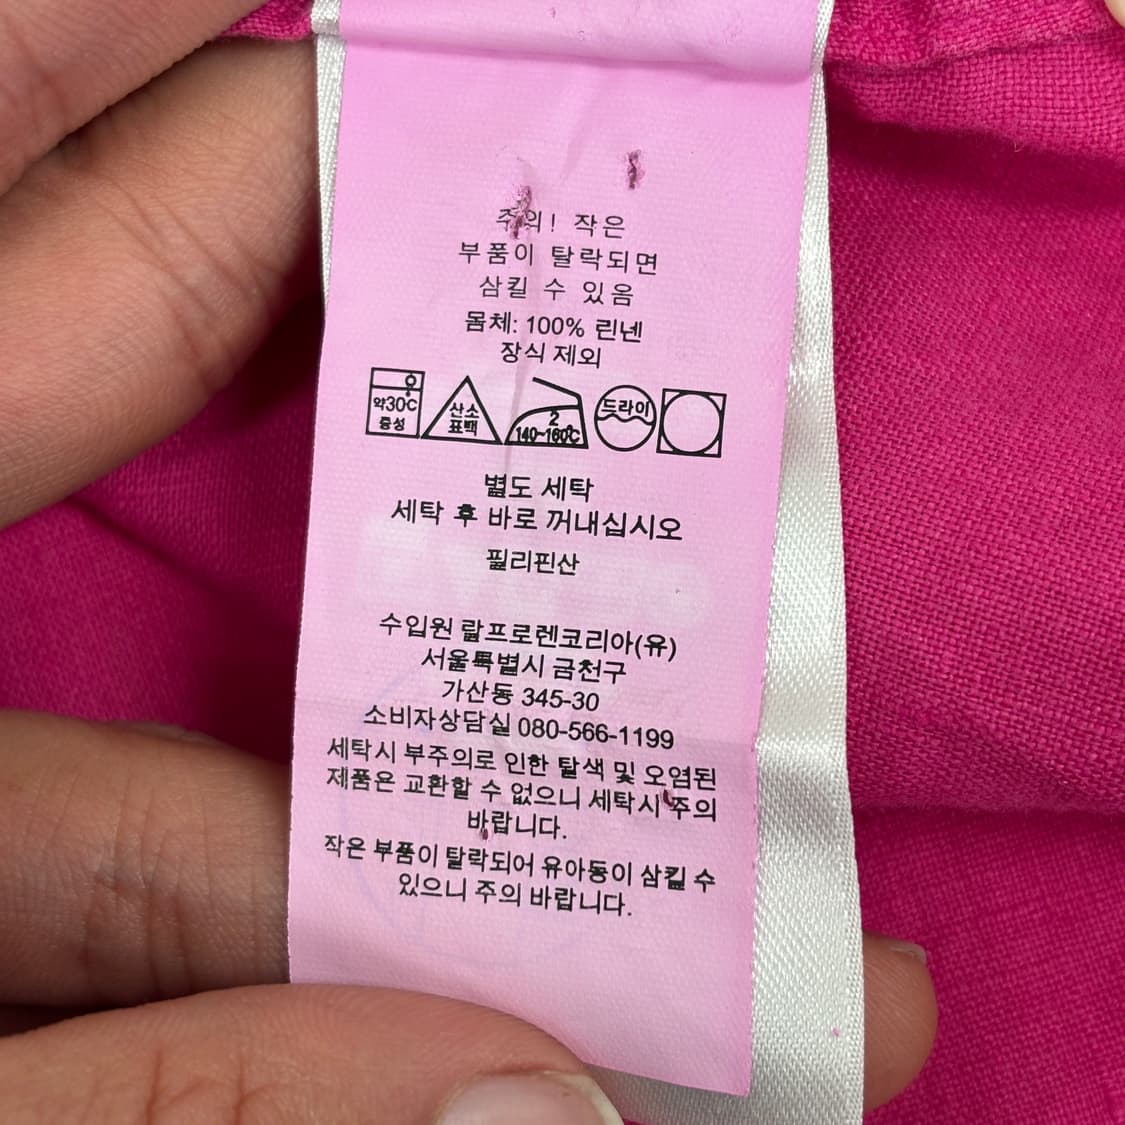 주의! 작은
부품이 탈락되면
삼킬 수 있음
몸체: 100% 린넨
장식 제외
약30℃
중성
산소
표백
2
140~160℃
드라이
별도 세탁
세탁 후 바로 꺼내십시오
필리핀산
수입원 랄프로렌코리아(유)
서울특별시 금천구
가산동 345-30
소비자상담실 080-566-1199
세탁시 부주의로 인한 탈색 및 오염된
제품은 교환할 수 없으니 세탁시 주의
바랍니다.
작은 부품이 탈락되어 유아동이 삼킬 수
있으니 주의 바랍니다.